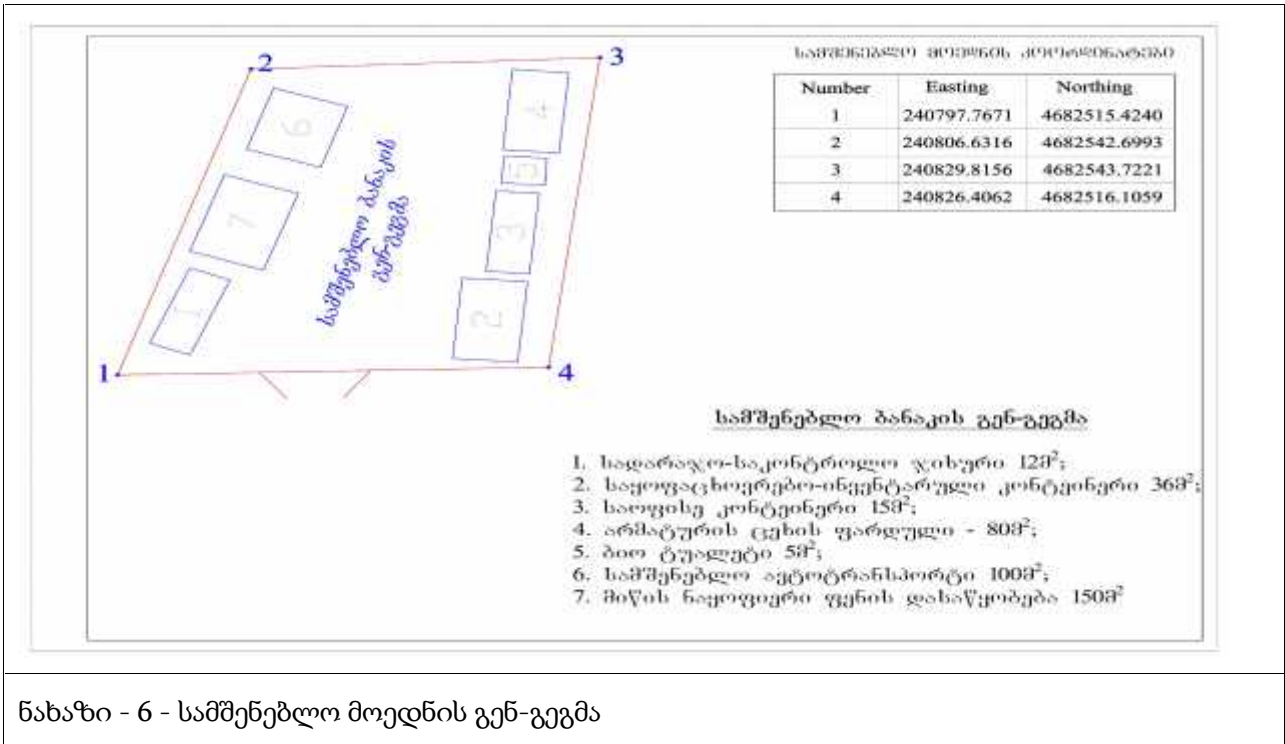 2
3
6
4
5
7
3
1
2
1
4
სამშენებლო ბანაკის
გენ-გეგმა
სამშენებლო მოედნის კოორდინატები
Number Easting Northing
1 240797.7671 4682515.4240
2 240806.6316 4682542.6993
3 240829.8156 4682543.7221
4 240826.4062 4682516.1059
სამშენებლო ბანაკის გენ-გეგმა
1. სადარაჯო-საკონტროლო ჯიხური 12მ²;
2. საყოფაცხოვრებო-ინვენტარული კონტეინერი 36მ²;
3. საოფისე კონტეინერი 15მ²;
4. არმატურის ცეხის ფარდული - 80მ²;
5. ბიო ტუალეტი 5მ²;
6. სამშენებლო ავტოტრანსპორტი 100მ²;
7. მიწის ნაყოფიერი ფენის დასაწყობება 150მ²
ნახაზი - 6 - სამშენებლო მოედნის გენ-გეგმა